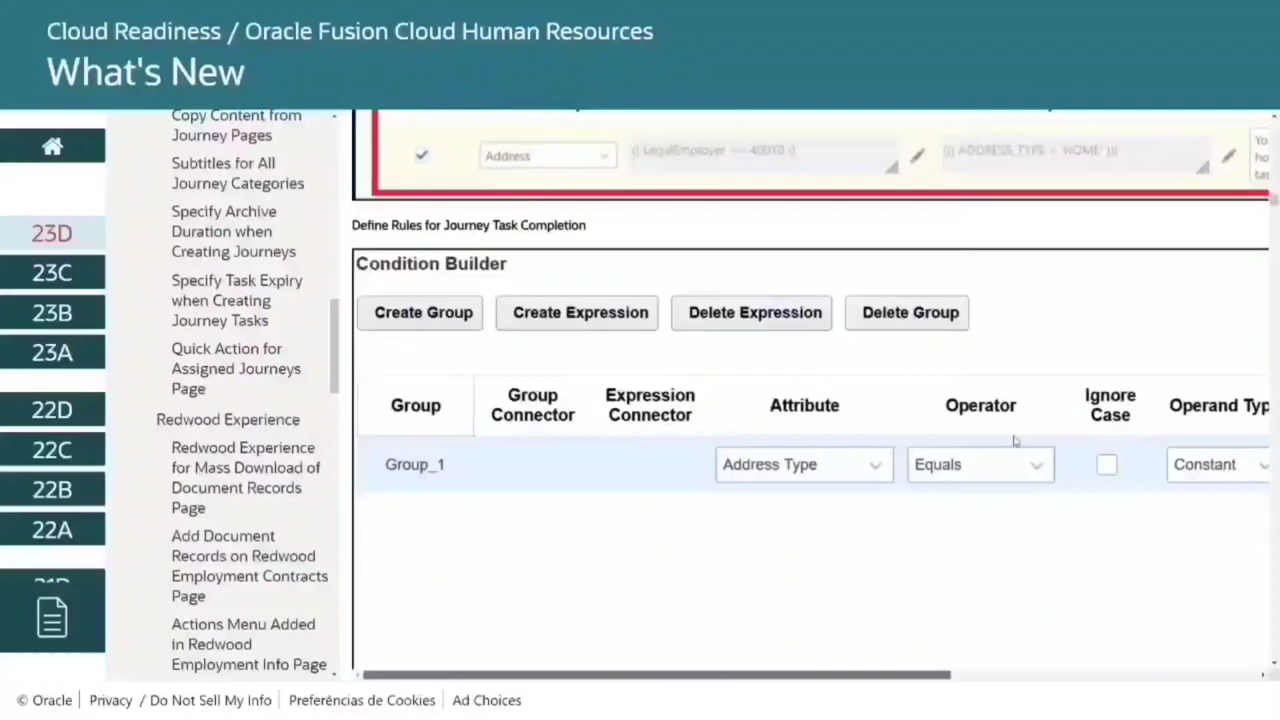 Cloud Readiness / Oracle Fusion Cloud Human Resources
What's New
23D
23C
23B
23A
22D
22C
22B
22A
Copy Content from
Journey Pages
Subtitles for All
Journey Categories
Specify Archive
Duration when
Creating Journeys
Specify Task Expiry
when Creating
Journey Tasks
Quick Action for
Assigned Journeys
Page
Redwood Experience
Redwood Experience
for Mass Download of
Document Records
Page
Add Document
Records on Redwood
Employment Contracts
Page
Actions Menu Added
in Redwood
Employment Info Page
Address
Define Rules for Journey Task Completion
Condition Builder
Create Group Create Expression Delete Expression Delete Group
Group Group Connector Expression Connector Attribute Operator Ignore Case Operand Typ
Group_1 Address Type Equals Constant
© Oracle | Privacy / Do Not Sell My Info | Preferências de Cookies | Ad Choices